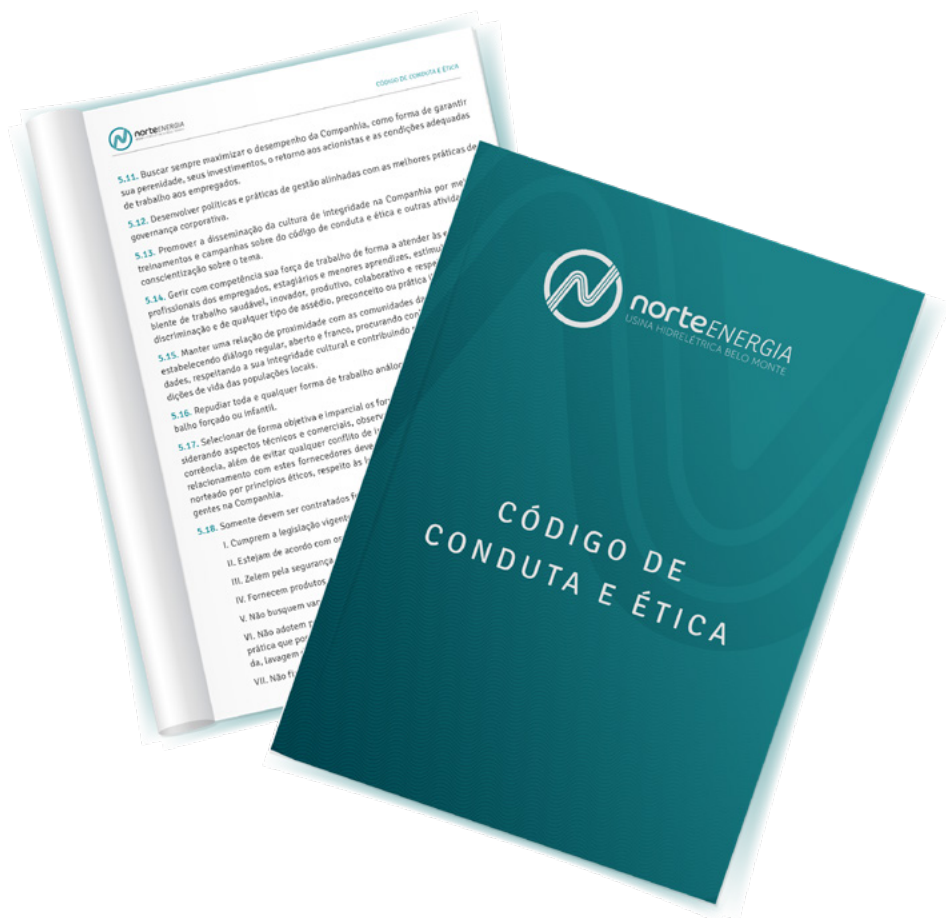 norteENERGIA
CÓDIGO DE CONDUTA E ÉTICA
5.11. Buscar sempre maximizar o desempenho da Companhia, como forma de garantir
sua perenidade, seus investimentos, o retorno aos acionistas e as condições adequadas
de trabalho aos empregados.
5.12. Desenvolver políticas e práticas de gestão alinhadas com as melhores práticas de
governança corporativa.
5.13. Promover a disseminação da cultura de integridade na Companhia por
treinamentos e campanhas sobre do código de conduta e ética e outras
conscientização sobre o tema.
5.14. Gerir com competência sua força de trabalho de forma a atender às
profissionais dos empregados, estagiários e menores aprendizes,
biente de trabalho saudável, inovador, produtivo, colaborativo e
discriminação e de qualquer tipo de assédio, preconceito ou prática
5.15. Manter uma relação de proximidade com as comunidades da
estabelecendo diálogo regular, aberto e franco, procurando
dades, respeitando a sua integridade cultural e contribuindo
dições de vida das populações locais.
5.16. Repudiar toda e qualquer forma de trabalho
balho forçado ou infantil.
5.17. Selecionar de forma objetiva e imparcial os
siderando aspectos técnicos e comerciais,
corrência, além de evitar qualquer conflito de
relacionamento com estes fornecedores deve
norteado por princípios éticos, respeito às
gentes na Companhia.
5.18. Somente devem ser contratados
I. Cumprem a legislação
II. Estejam de acordo com os
III. Zelem pela segurança
IV. Fornecem produtos
V. Não busquem
VI. Não adotem
prática que
da, lavagem
VII. Não
norteENERGIA
USINA HIDRELÉTRICA BELO MONTE
CÓDIGO DE
CONDUTA E ÉTICA